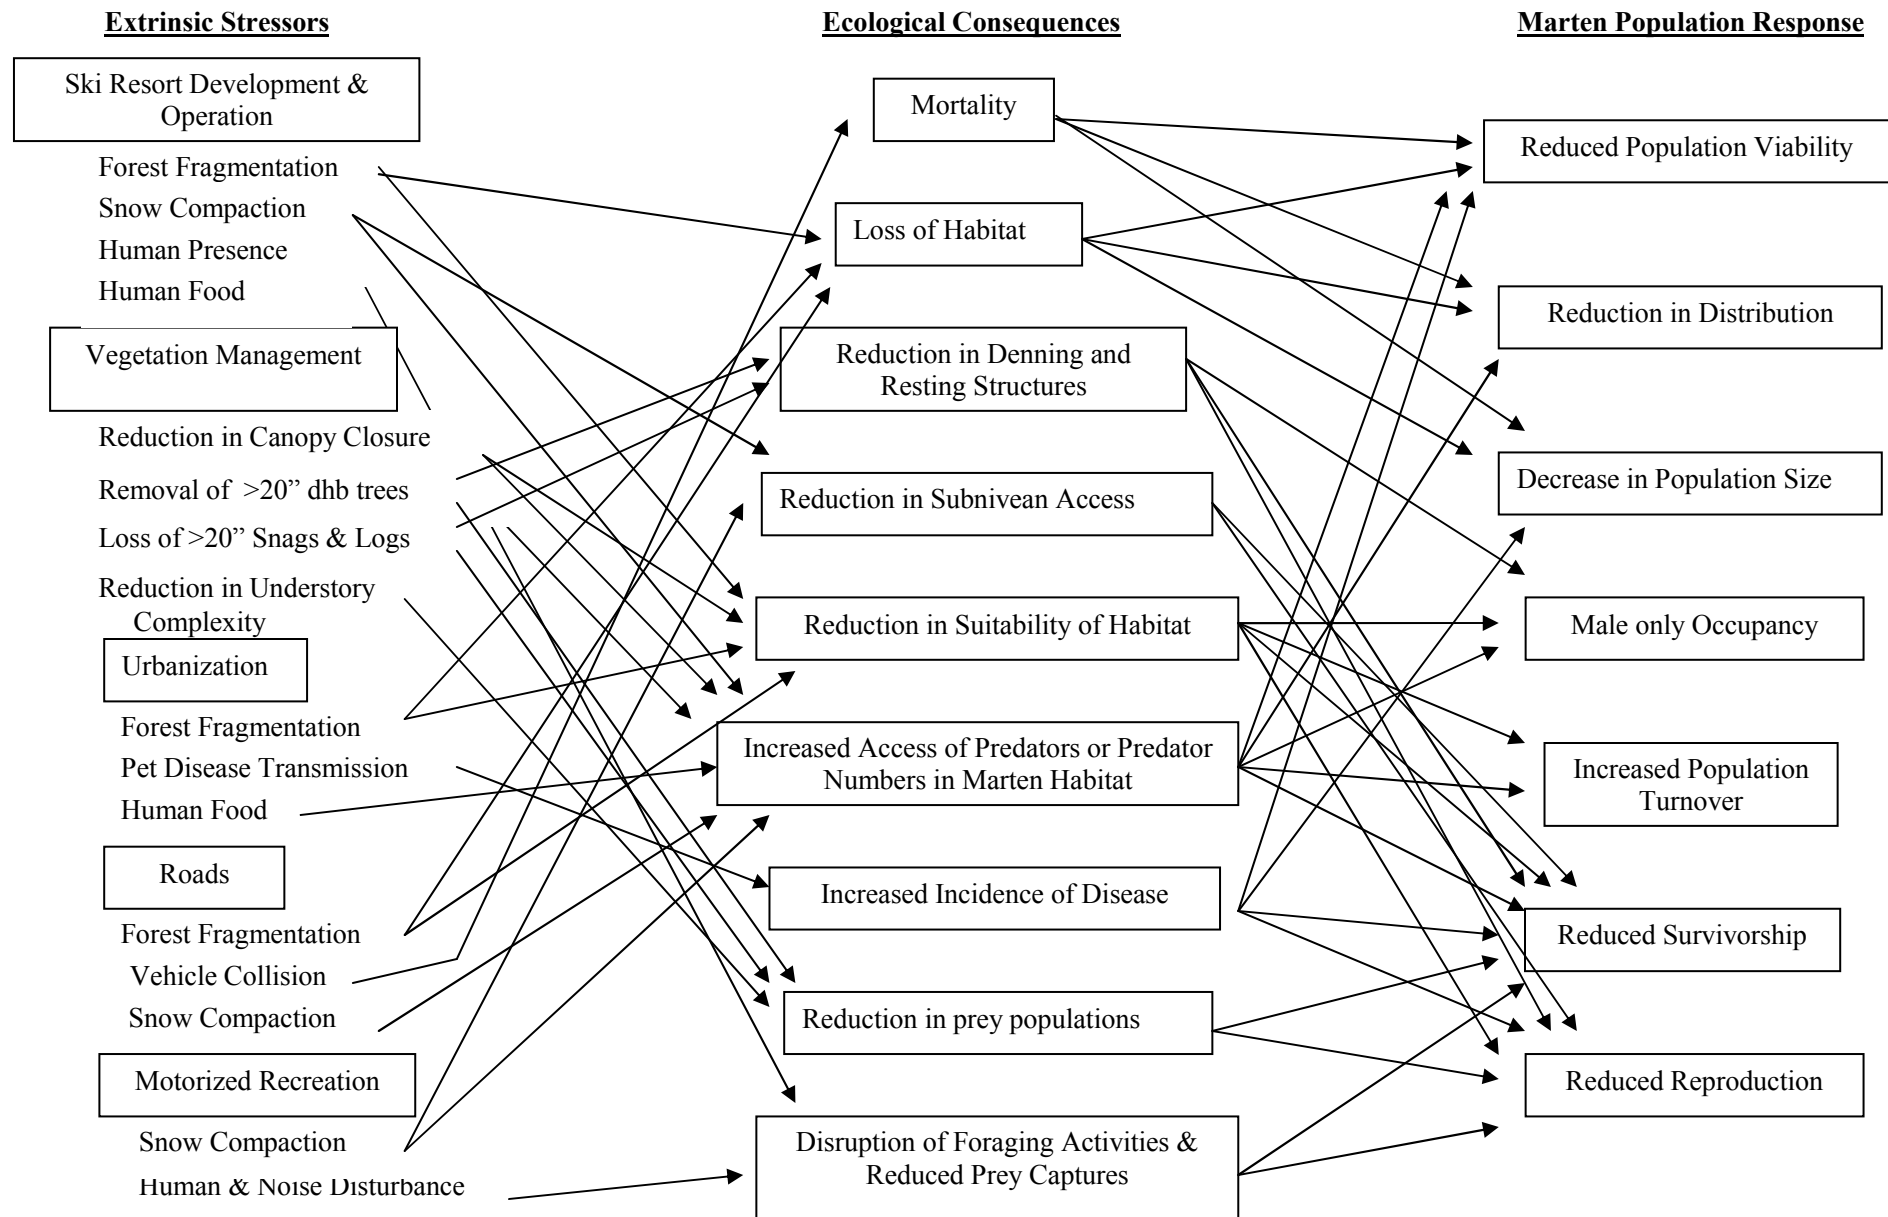 Extrinsic Stressors
Ski Resort Development &
Operation
Forest Fragmentation
Snow Compaction
Human Presence
Human Food
Vegetation Management
Reduction in Canopy Closure
Removal of >20” dhb trees
Loss of >20” Snags & Logs
Reduction in Understory
Complexity
Urbanization
Forest Fragmentation
Pet Disease Transmission
Human Food
Roads
Forest Fragmentation
Vehicle Collision
Snow Compaction
Motorized Recreation
Snow Compaction
Human & Noise Disturbance
Ecological Consequences
Mortality
Loss of Habitat
Reduction in Denning and
Resting Structures
Reduction in Subnivean Access
Reduction in Suitability of Habitat
Increased Access of Predators or Predator
Numbers in Marten Habitat
Increased Incidence of Disease
Reduction in prey populations
Disruption of Foraging Activities &
Reduced Prey Captures
Marten Population Response
Reduced Population Viability
Reduction in Distribution
Decrease in Population Size
Male only Occupancy
Increased Population
Turnover
Reduced Survivorship
Reduced Reproduction